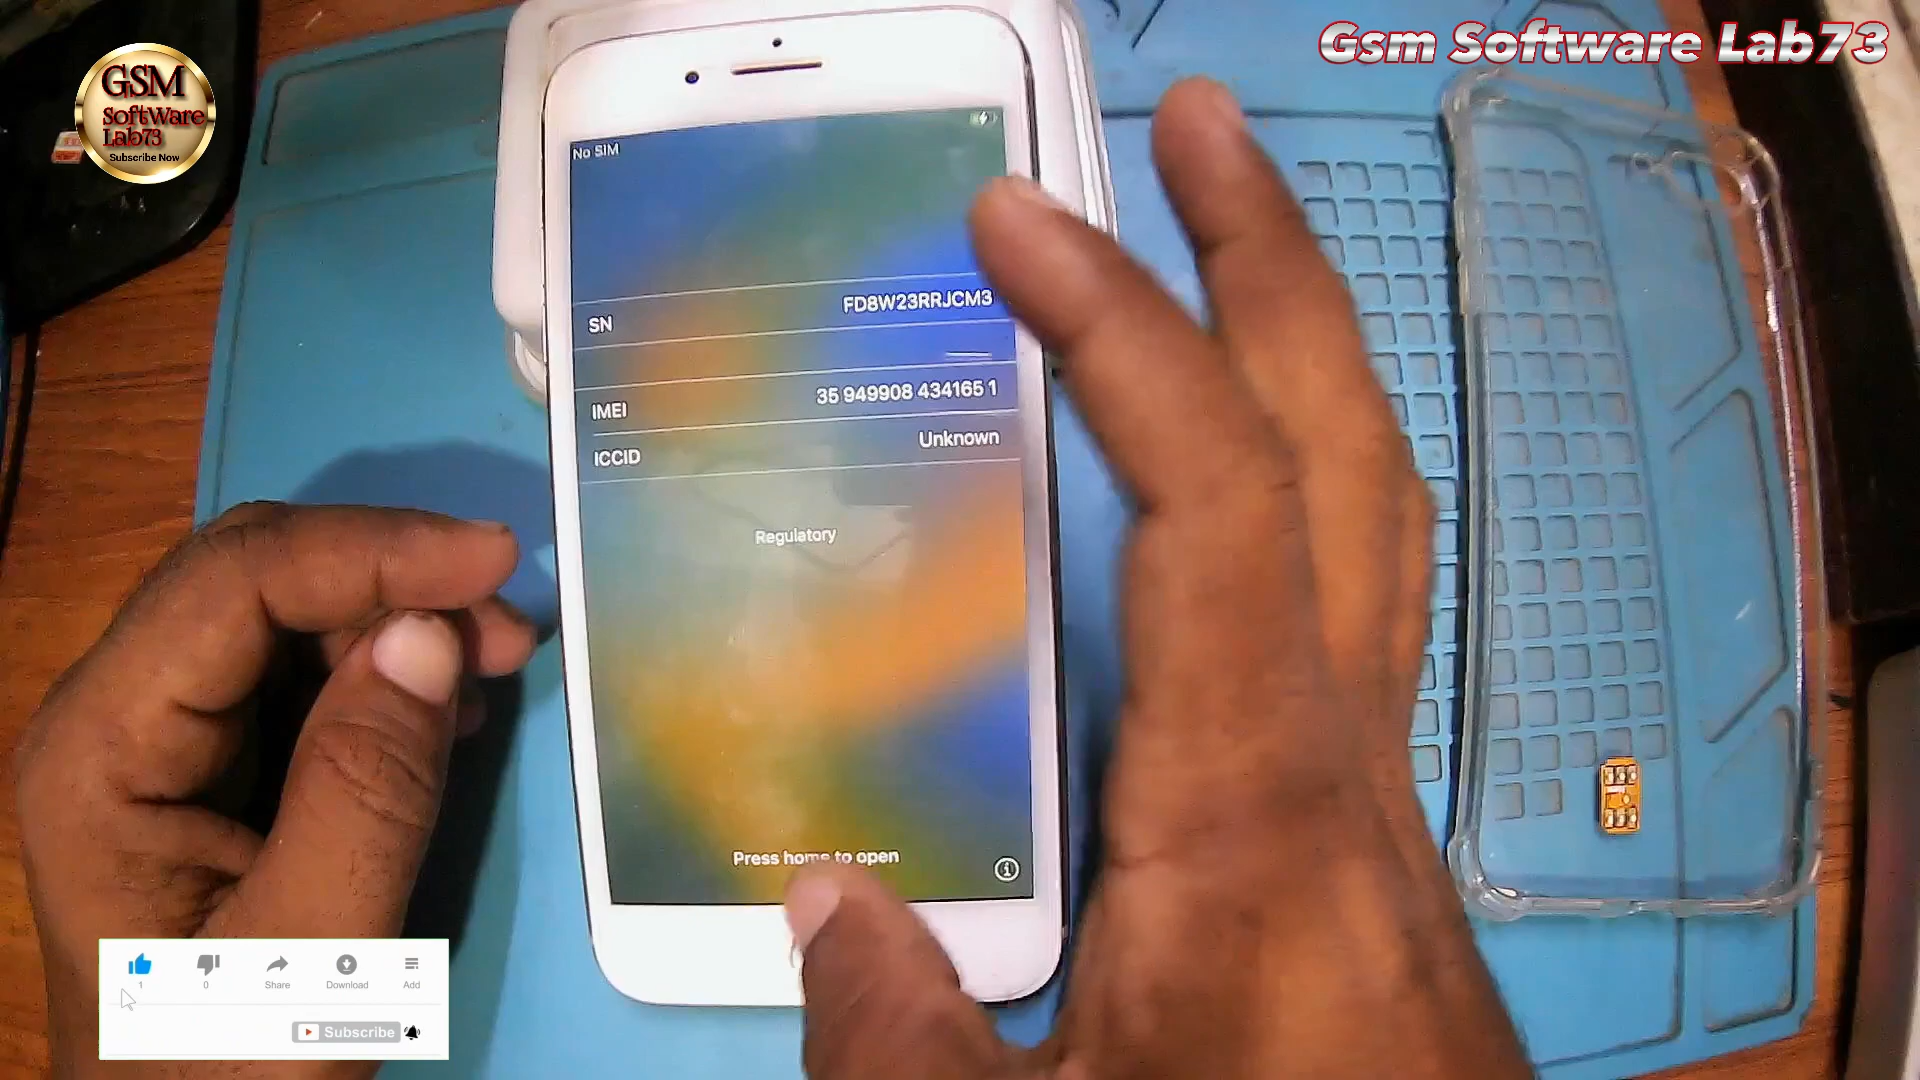 GSM
SoftWare
Lab73
Subscribe Now
Gsm Software Lab73
No SIM
SN FD8W23RRJCM3
IMEI 35 949908 434165 1
ICCID Unknown
Regulatory
Press home to open
1 0 Share Download Add
Subscribe